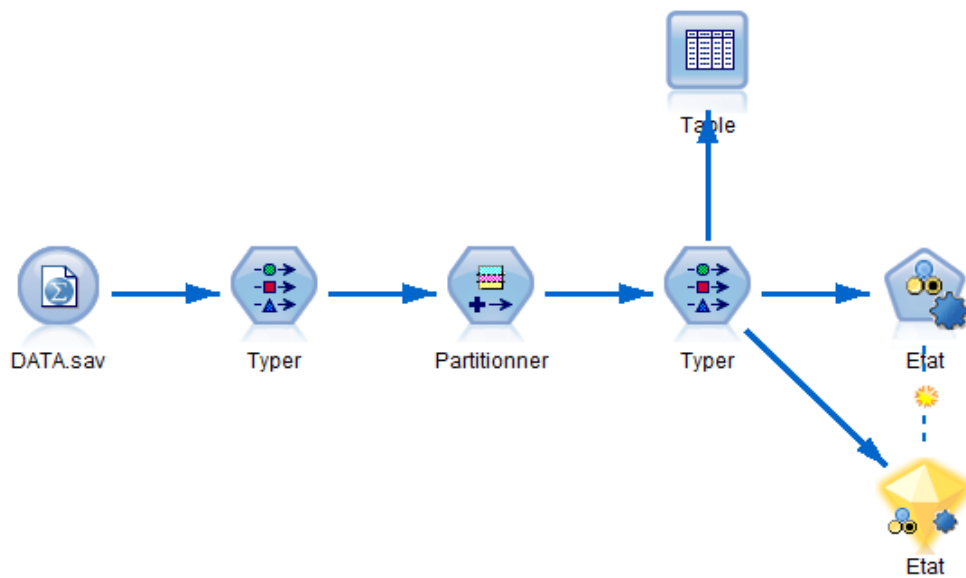 Table
DATA.sav
Typer
Partitionner
Typer
Etat
Etat